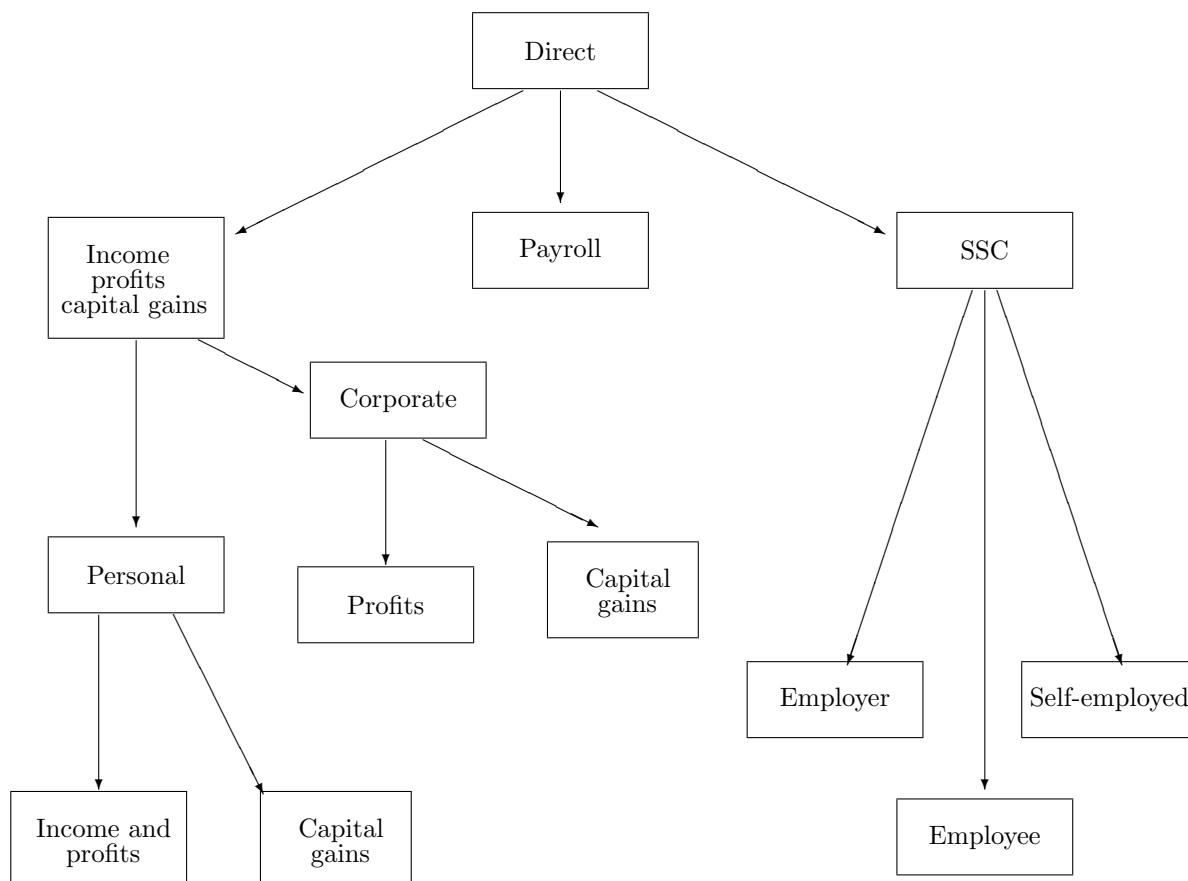 Direct
Income
profits
capital gains
Payroll
SSC
Corporate
Personal
Profits
Capital
gains
Employer
Self-employed
Income and
profits
Capital
gains
Employee